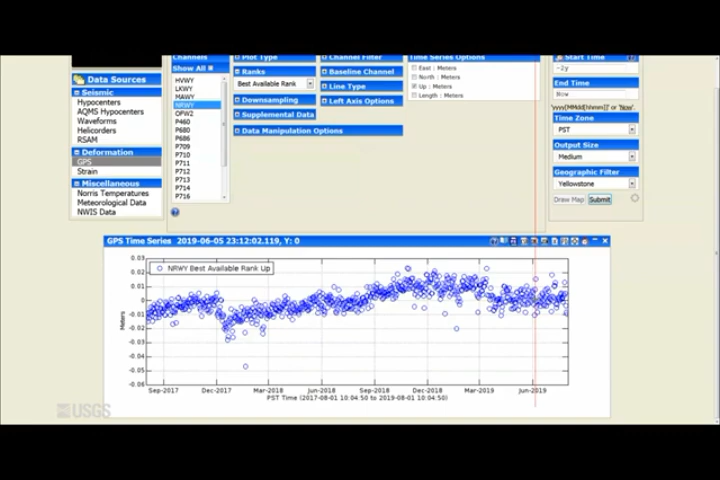 Channels
Plot Type
Channel Filter
Time Series Options
Start Time
Show All
Ranks
Baseline Channel
East : Meters
~2y
Data Sources
HVWY
Best Available Rank
Line Type
North : Meters
End Time
Seismic
LKWY
Downsampling
Left Axis Options
Up : Meters
Now
Hypocenters
MAWY
Supplemental Data
Length : Meters
'yyyy[MMdd[hhmm]]' or 'Now'.
AQMS Hypocenters
NRWY
Data Manipulation Options
Time Zone
Waveforms
OFW2
PST
Helicorders
P460
Output Size
RSAM
P680
Medium
Deformation
P686
Geographic Filter
GPS
P709
Yellowstone
Strain
P710
Draw Map
Submit
Miscellaneous
P711
Norris Temperatures
P712
Meteorological Data
P713
NWIS Data
P714
P716
GPS Time Series 2019-06-05 23:12:02.119, Y: 0
NRWY Best Available Rank Up
0.03
0.02
0.01
0
-0.01
-0.02
-0.03
-0.04
-0.05
-0.06
Meters
Sep-2017 Dec-2017 Mar-2018 Jun-2018 Sep-2018 Dec-2018 Mar-2019 Jun-2019
PST Time (2017-08-01 10:04:50 to 2019-08-01 10:04:50)
USGS